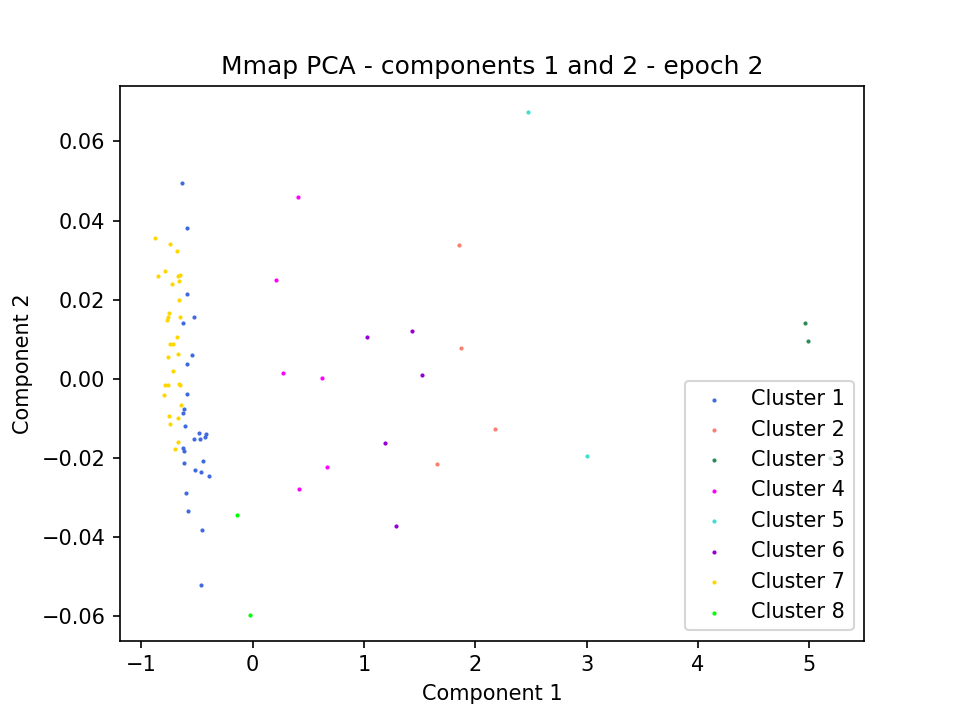 Mmap PCA - components 1 and 2 - epoch 2
Component 2
0.06
0.04
0.02
0.00
−0.02
−0.04
−0.06
Cluster 1
Cluster 2
Cluster 3
Cluster 4
Cluster 5
Cluster 6
Cluster 7
Cluster 8
−1 0 1 2 3 4 5
Component 1